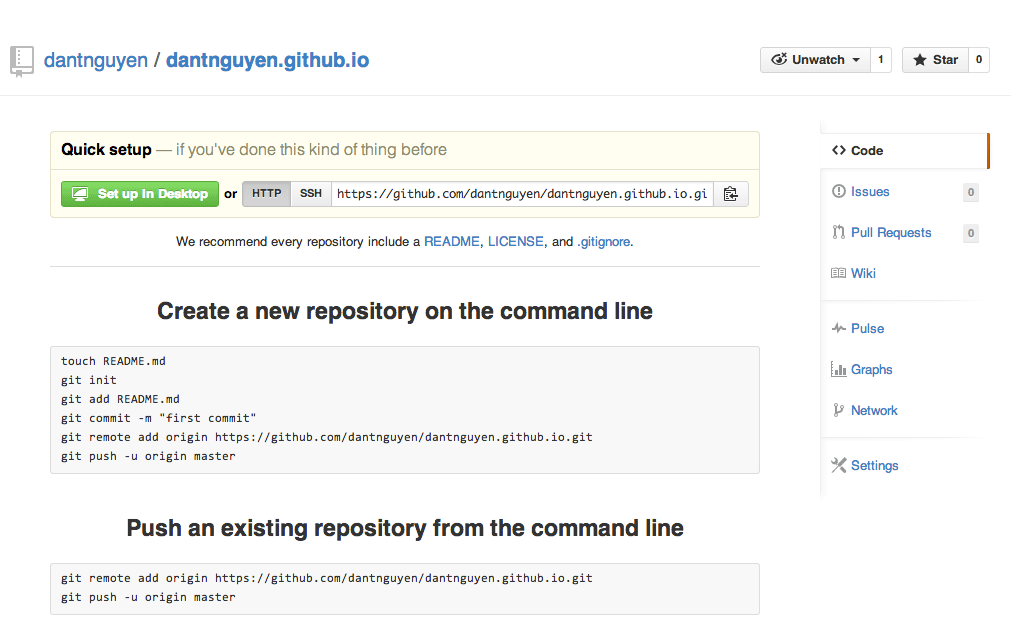 dantnguyen / dantnguyen.github.io
Unwatch 1 Star 0
Quick setup — if you've done this kind of thing before
Set up in Desktop or HTTP SSH https://github.com/dantnguyen/dantnguyen.github.io.gi
We recommend every repository include a README, LICENSE, and .gitignore.
Create a new repository on the command line
touch README.md
git init
git add README.md
git commit -m "first commit"
git remote add origin https://github.com/dantnguyen/dantnguyen.github.io.git
git push -u origin master
Push an existing repository from the command line
git remote add origin https://github.com/dantnguyen/dantnguyen.github.io.git
git push -u origin master
Code
Issues 0
Pull Requests 0
Wiki
Pulse
Graphs
Network
Settings